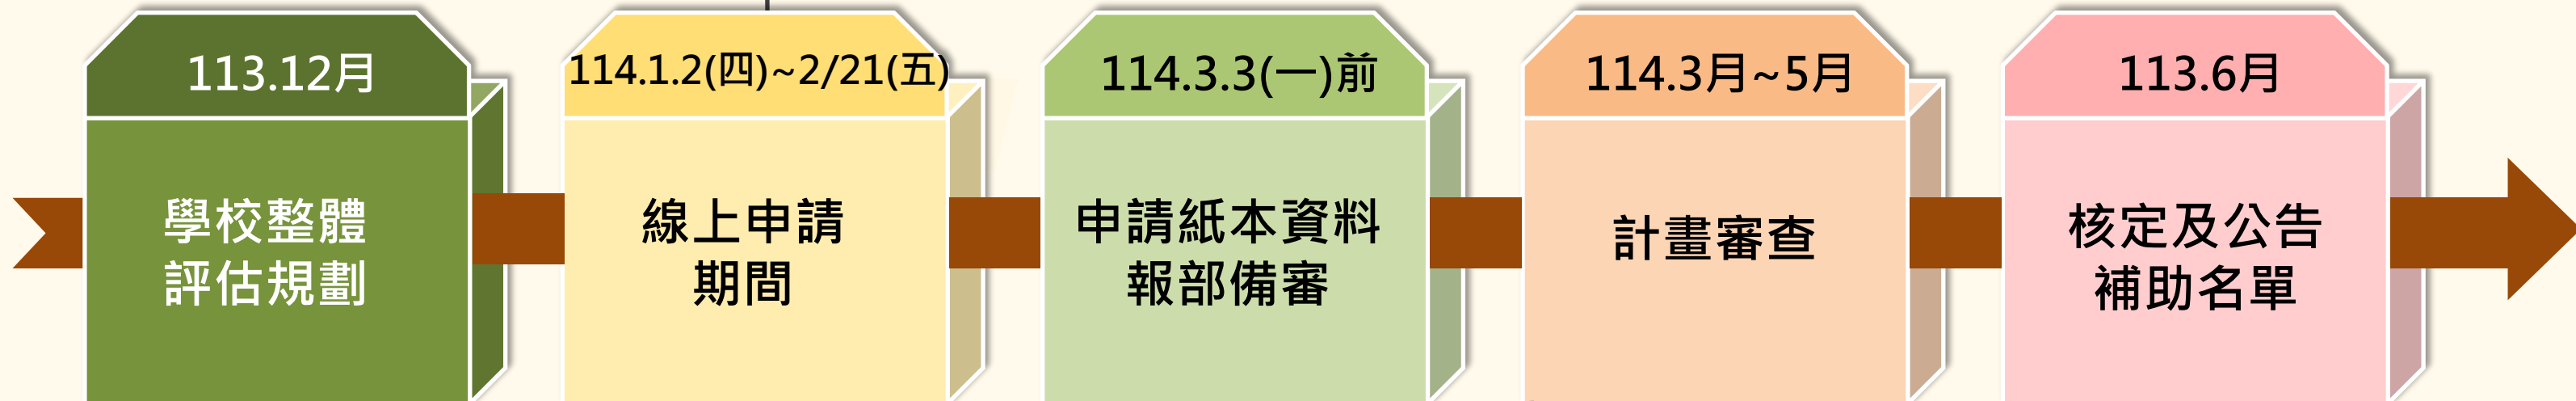 113.12月
學校整體
評估規劃
114.1.2(四)~2/21(五)
線上申請
期間
114.3.3(一)前
申請紙本資料
報部備審
114.3月~5月
計畫審查
113.6月
核定及公告
補助名單